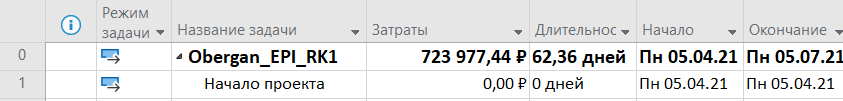 Режим задачи Название задачи Затраты Длительнос Начало Окончание
0 Obergan_EPI_RK1 723 977,44 ₽ 62,36 дней Пн 05.04.21 Пн 05.07.21
1 Начало проекта 0,00 ₽ 0 дней Пн 05.04.21 Пн 05.04.21